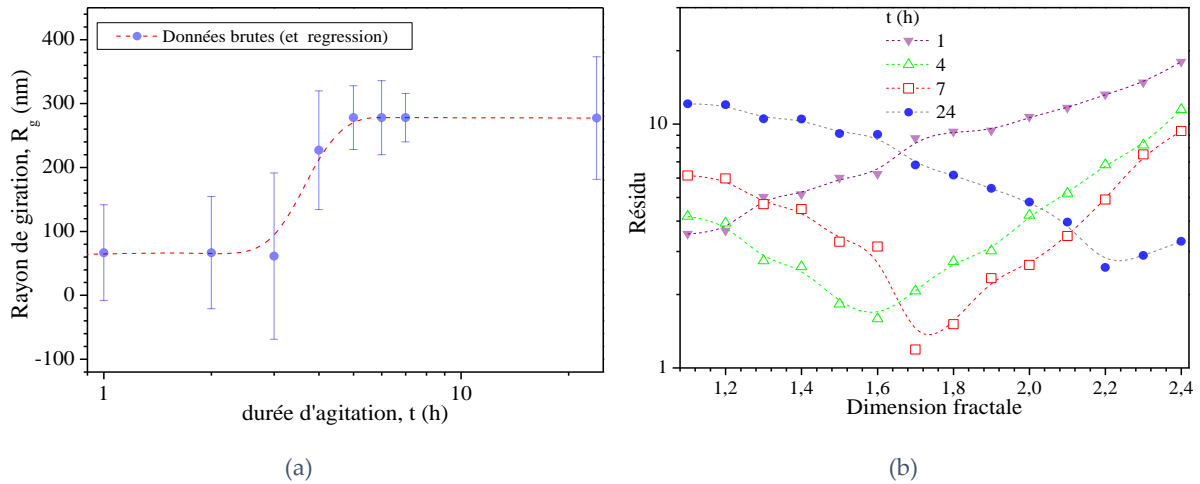 Données brutes (et regression)
Rayon de giration, R_g (nm)
400
300
200
100
0
-100
1
10
durée d'agitation, t (h)
(a)
t (h)
1
4
7
24
Résidu
10
1
1,2
1,4
1,6
1,8
2,0
2,2
2,4
Dimension fractale
(b)